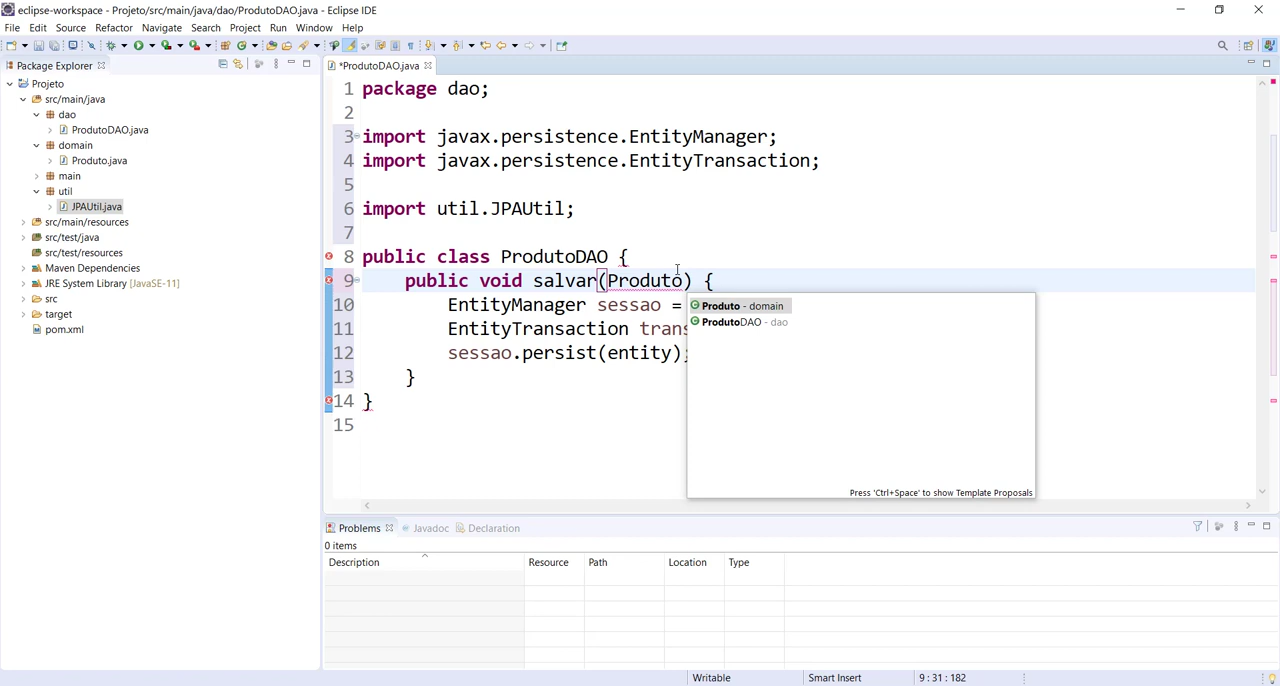 eclipse-workspace - Projeto/src/main/java/dao/ProdutoDAO.java - Eclipse IDE
File Edit Source Refactor Navigate Search Project Run Window Help
Package Explorer
Projeto
src/main/java
dao
ProdutoDAO.java
domain
Produto.java
main
util
JPAUtil.java
src/main/resources
src/test/java
src/test/resources
Maven Dependencies
JRE System Library [JavaSE-11]
src
target
pom.xml
*ProdutoDAO.java
1 package dao;
2
3 import javax.persistence.EntityManager;
4 import javax.persistence.EntityTransaction;
5
6 import util.JPAUtil;
7
8 public class ProdutoDAO {
9 public void salvar(Produto) {
10 EntityManager sessao =
11 EntityTransaction trans
12 sessao.persist(entity);
13 }
14 }
15
Produto - domain
ProdutoDAO - dao
Press 'Ctrl+Space' to show Template Proposals
Problems Javadoc Declaration
0 items
Description Resource Path Location Type
Writable Smart Insert 9 : 31 : 182